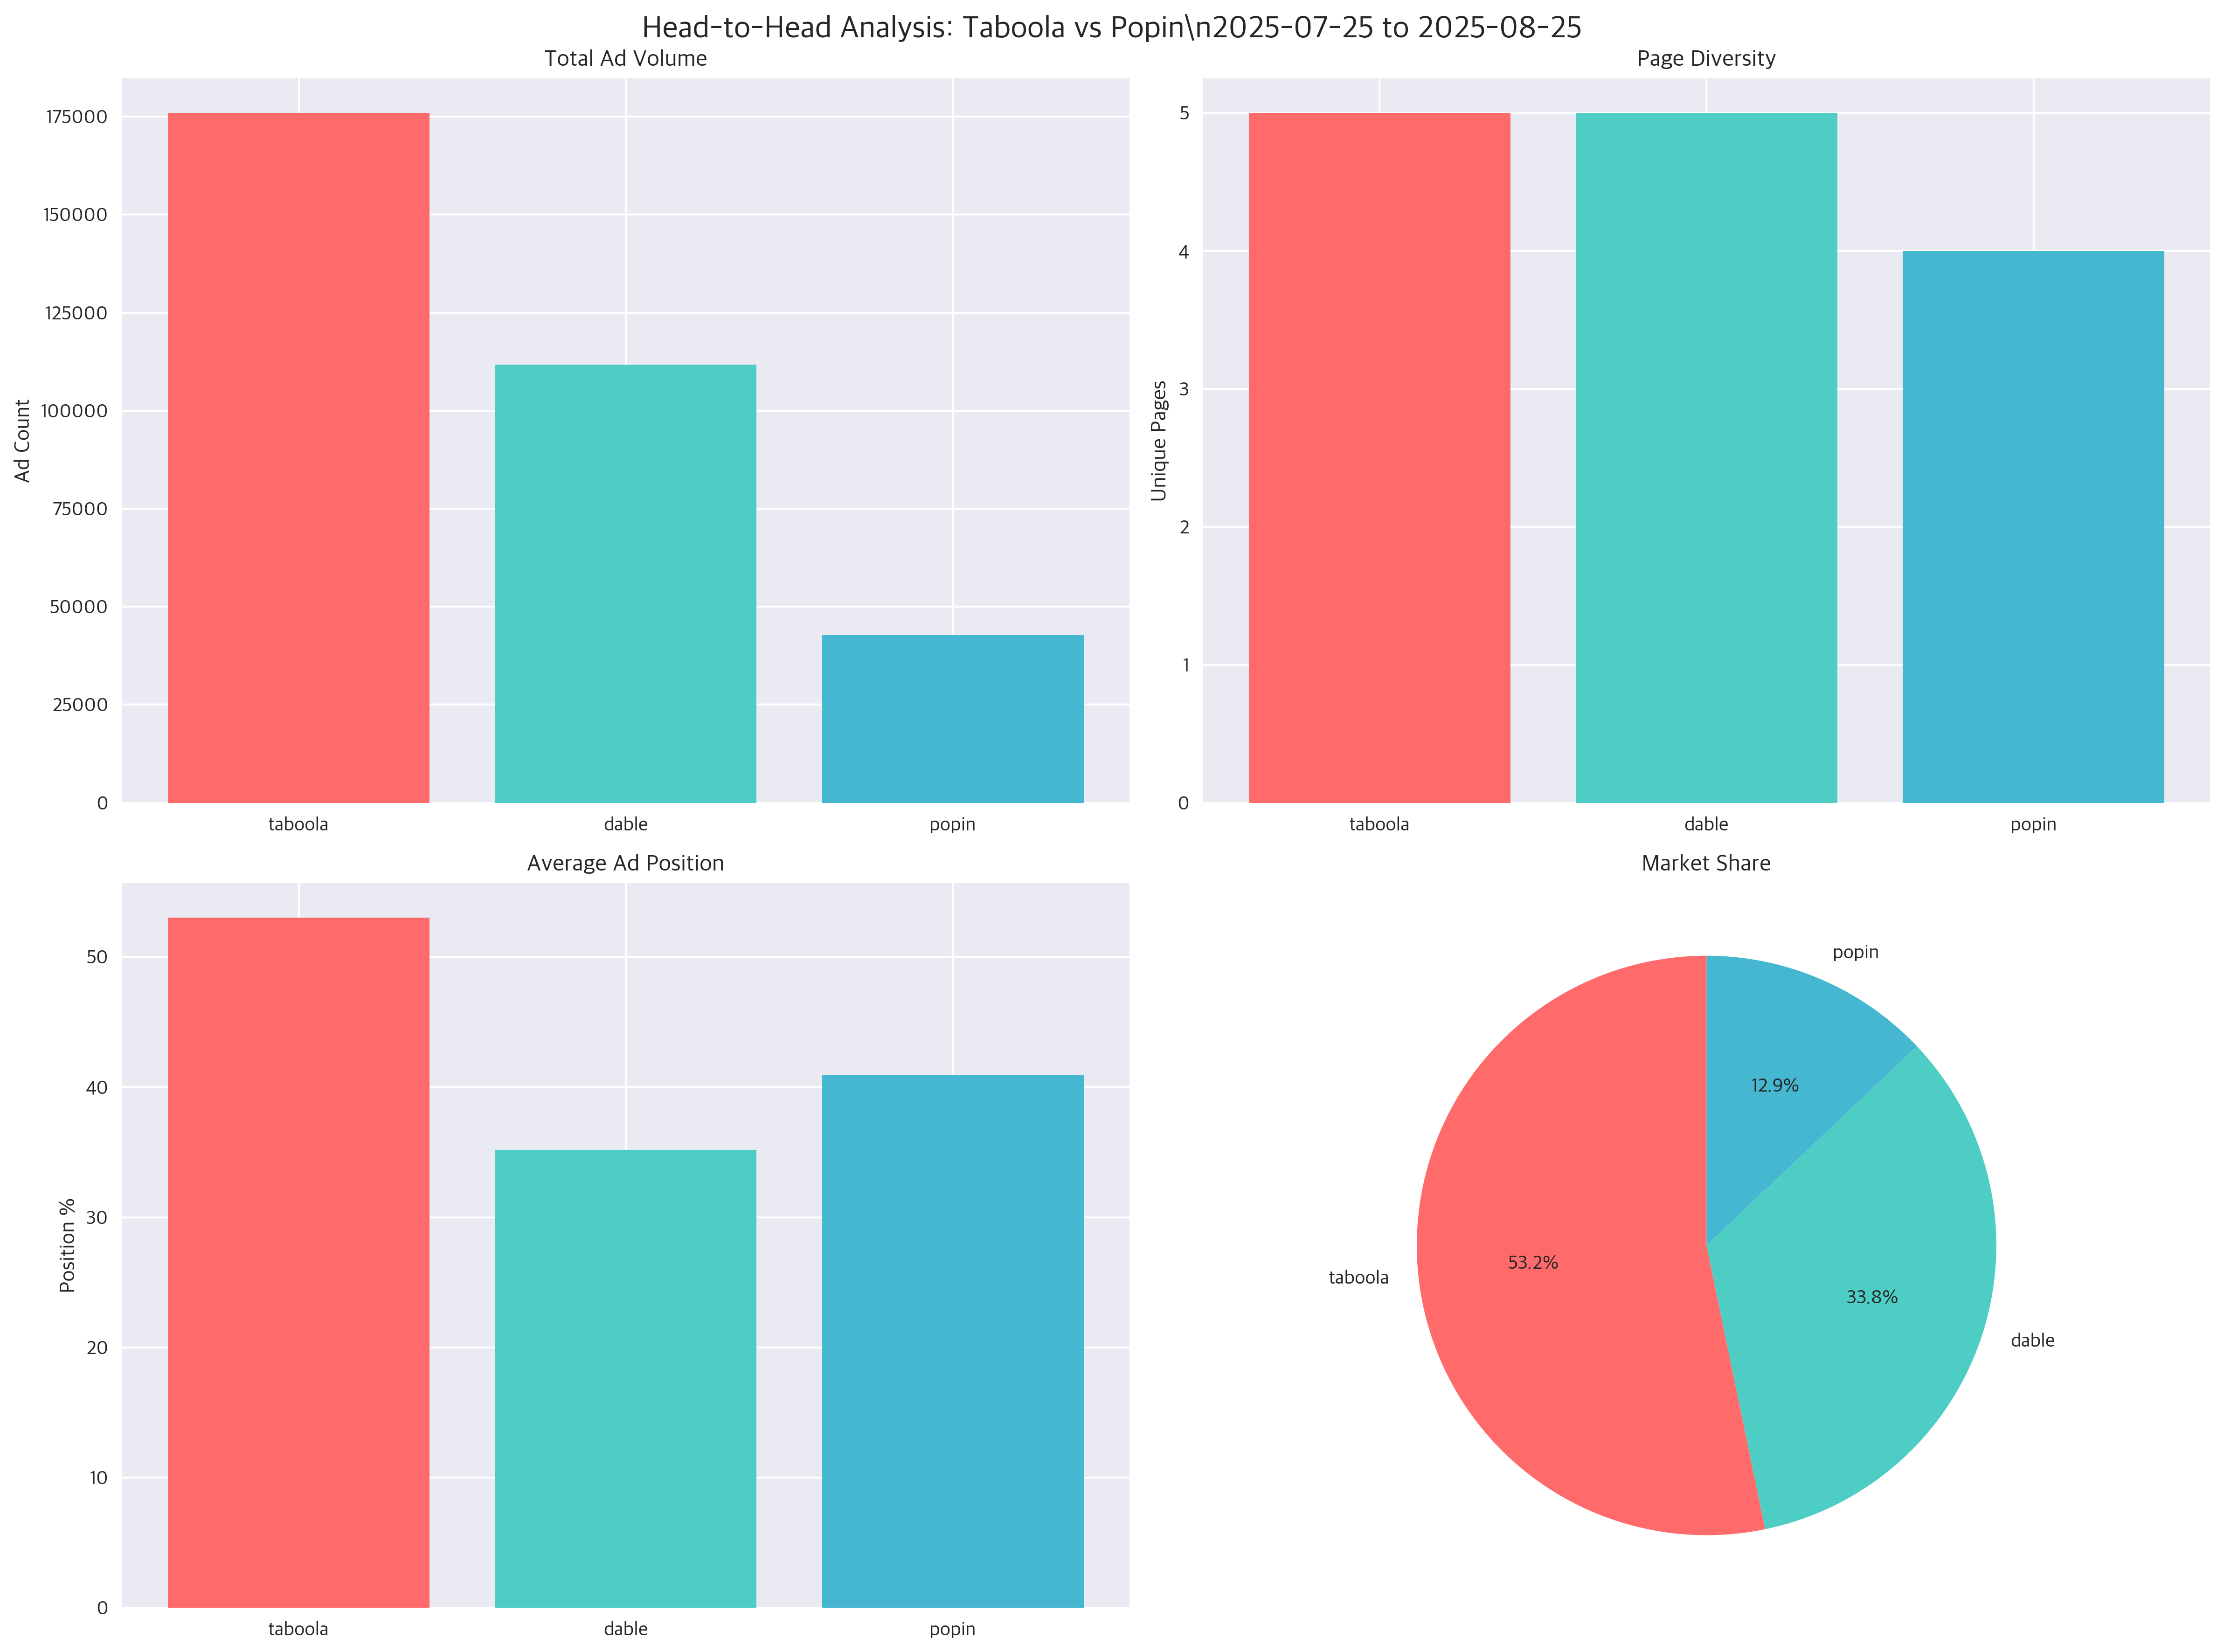 Head-to-Head Analysis: Taboola vs Popin\n2025-07-25 to 2025-08-25
Total Ad Volume
Ad Count
175000
150000
125000
100000
75000
50000
25000
0
taboola dable popin
Page Diversity
Unique Pages
5
4
3
2
1
0
taboola dable popin
Average Ad Position
Position %
50
40
30
20
10
0
taboola dable popin
Market Share
popin
12.9%
53.2%
taboola
33.8%
dable